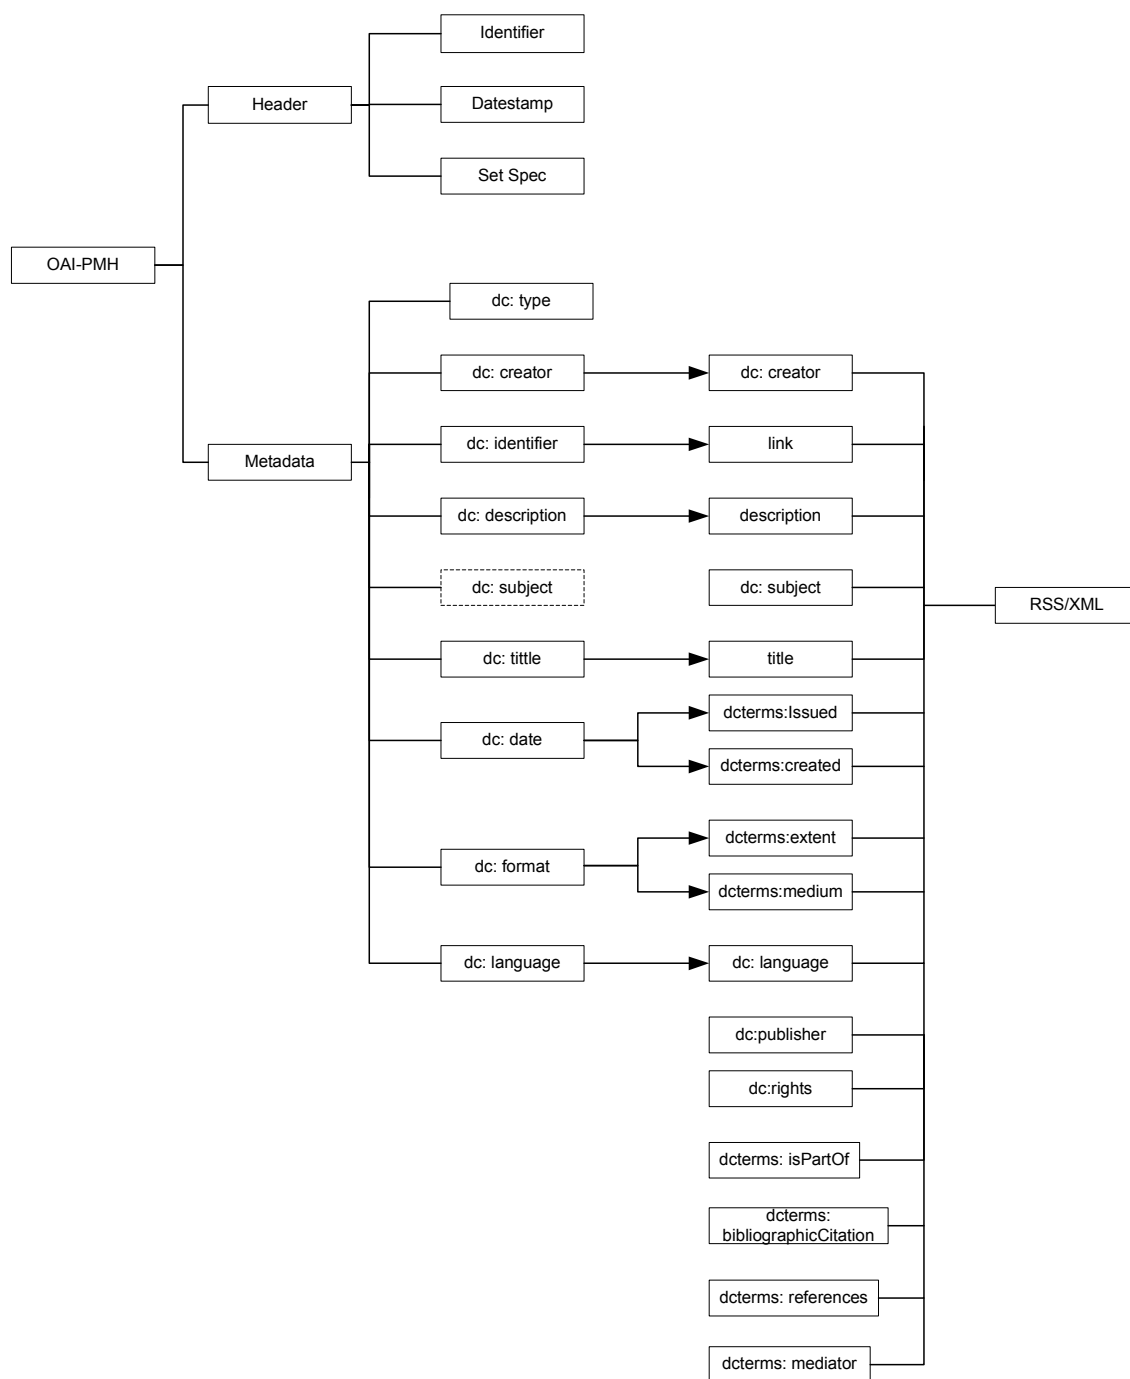 Identifier
Header
Datestamp
Set Spec
OAI-PMH
dc: type
dc: creator
dc: creator
dc: identifier
link
Metadata
dc: description
description
dc: subject
dc: subject
RSS/XML
dc: tittle
title
dcterms:Issued
dc: date
dcterms:created
dcterms:extent
dc: format
dcterms:medium
dc: language
dc: language
dc:publisher
dc:rights
dcterms: isPartOf
dcterms:
bibliographicCitation
dcterms: references
dcterms: mediator